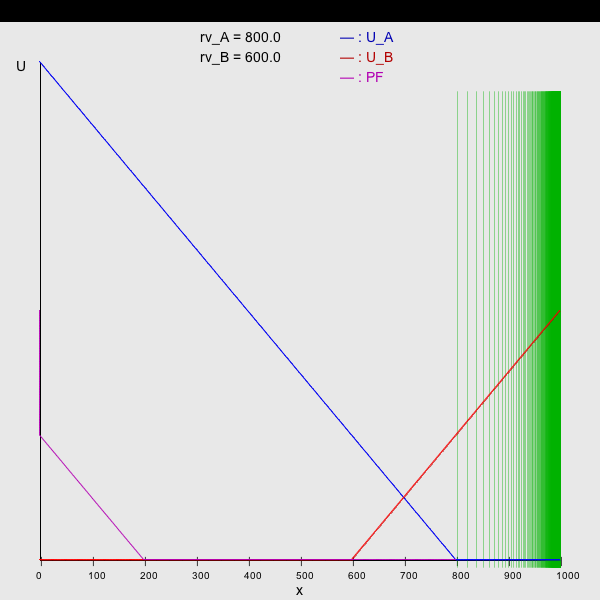 rv_A = 800.0 — : U_A
rv_B = 600.0 — : U_B
— : PF
U
0 100 200 300 400 500 600 700 800 900 1000
x